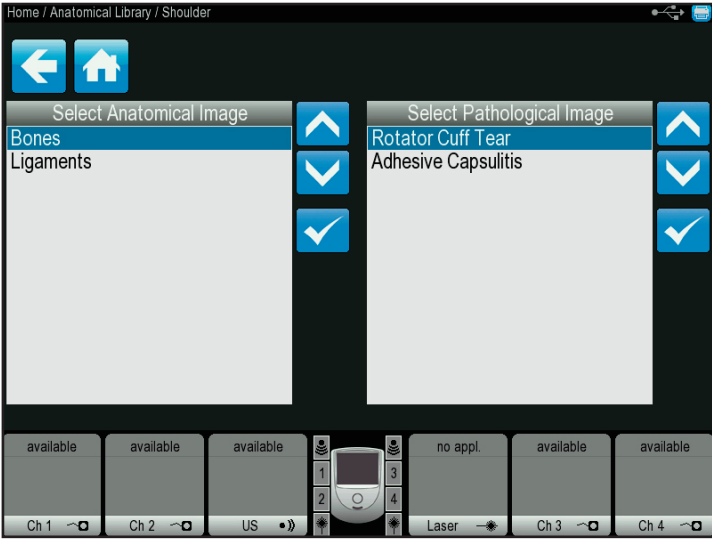 Home / Anatomical Library / Shoulder
Select Anatomical Image
Bones
Ligaments
Select Pathological Image
Rotator Cuff Tear
Adhesive Capsulitis
available
available
available
no appl.
available
available
1
3
2
4
Ch 1
Ch 2
US
Laser
Ch 3
Ch 4